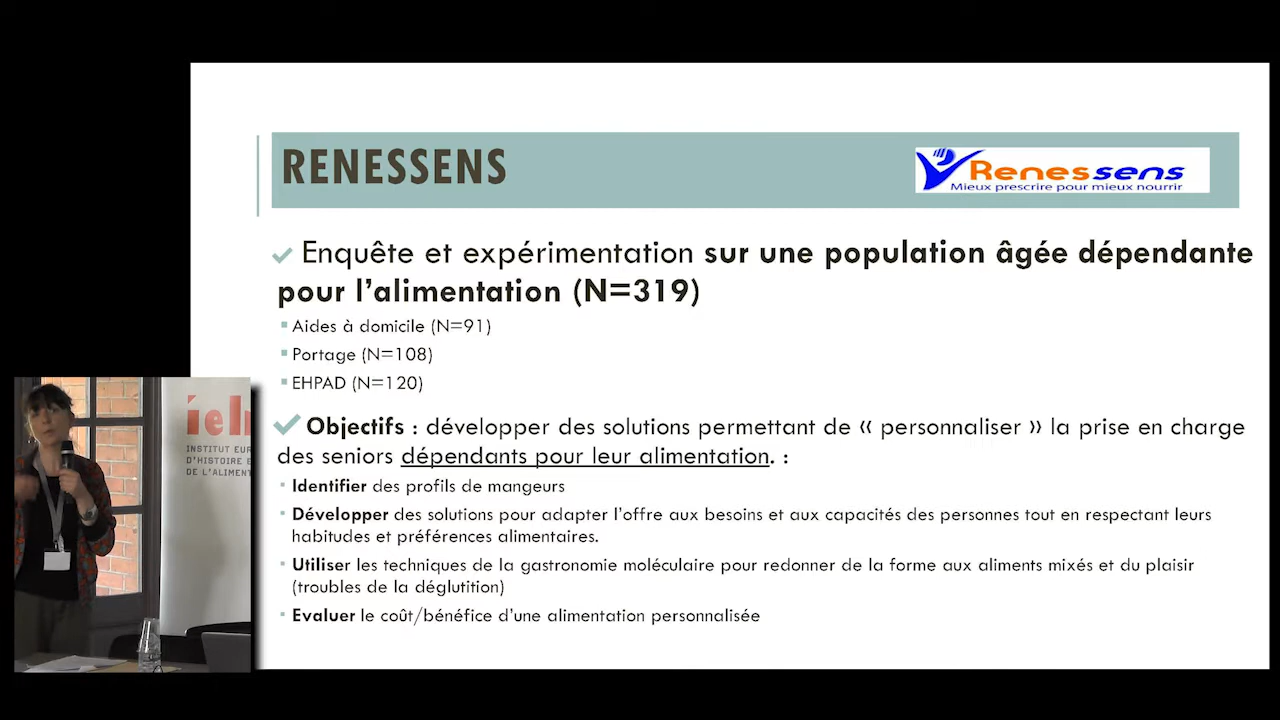 RENESSENS
Renessens
Mieux prescrire pour mieux nourrir
Enquête et expérimentation sur une population âgée dépendante
pour l'alimentation (N=319)
Aides à domicile (N=91)
Portage (N=108)
EHPAD (N=120)
Objectifs : développer des solutions permettant de « personnaliser » la prise en charge
des seniors dépendants pour leur alimentation. :
Identifier des profils de mangeurs
Développer des solutions pour adapter l'offre aux besoins et aux capacités des personnes tout en respectant leurs
habitudes et préférences alimentaires.
Utiliser les techniques de la gastronomie moléculaire pour redonner de la forme aux aliments mixés et du plaisir
(troubles de la déglutition)
Evaluer le coût/bénéfice d'une alimentation personnalisée
INSTITUT EUR
D'HISTOIRE E
DE L'ALIMEN